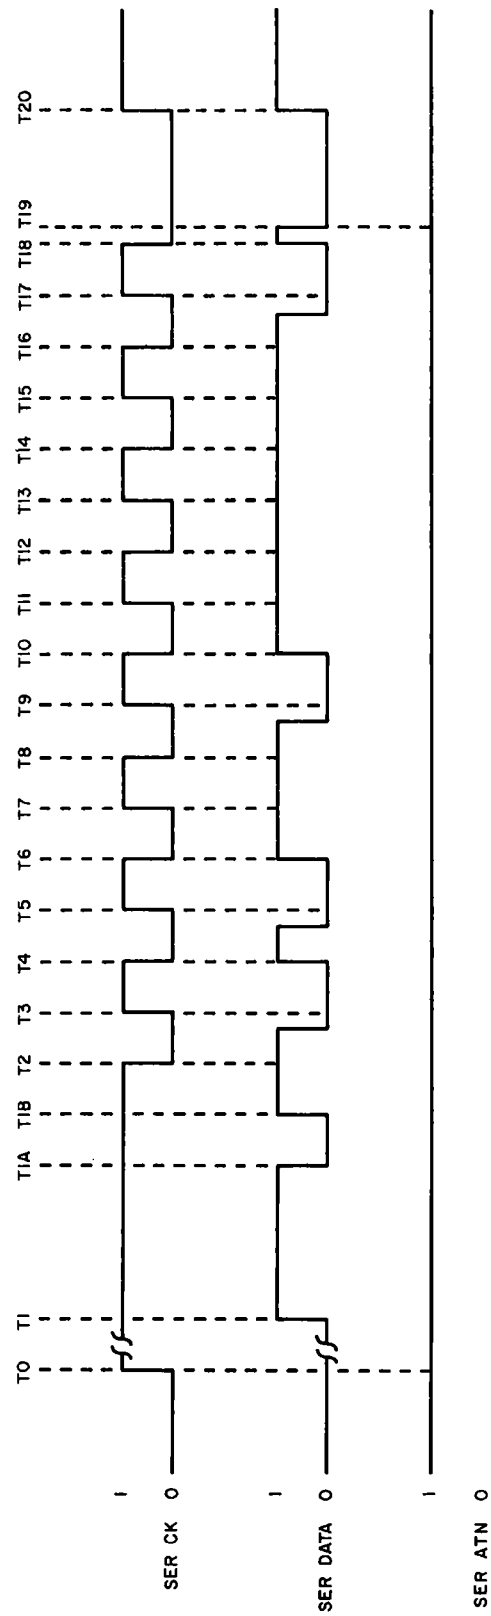 T0 T1 T1A T1B T2 T3 T4 T5 T6 T7 T8 T9 T10 T11 T12 T13 T14 T15 T16 T17 T18 T19 T20
1
SER CK 0
1
SER DATA 0
1
SER ATN 0